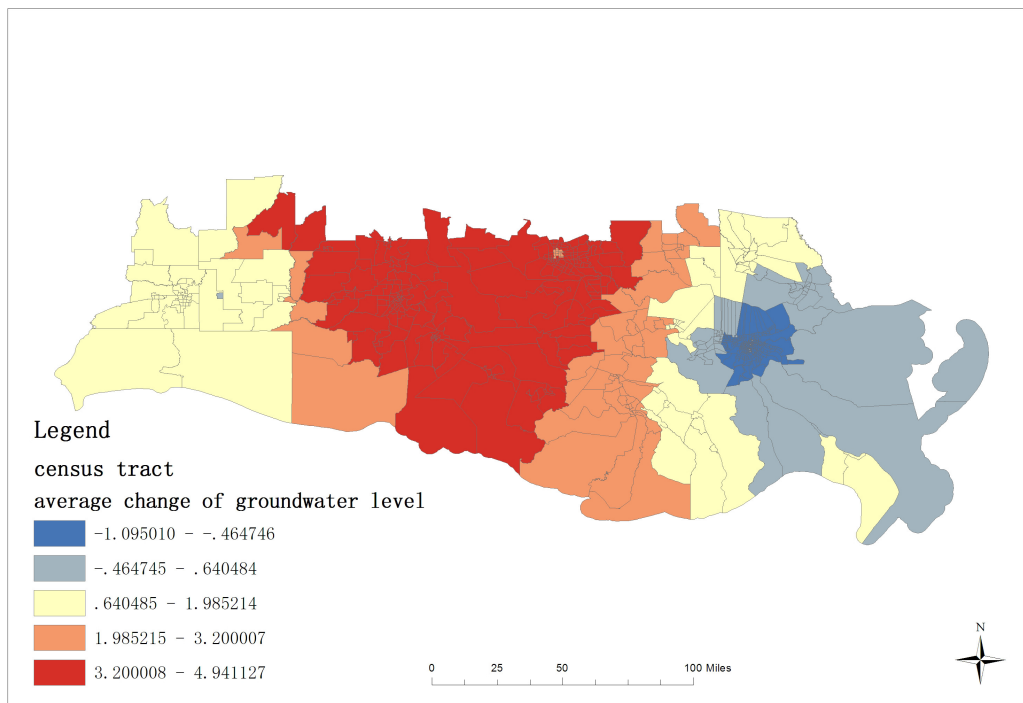 Legend
census tract
average change of groundwater level
-1.095010 - -.464746
-.464745 - .640484
.640485 - 1.985214
1.985215 - 3.200007
3.200008 - 4.941127
0 25 50 100 Miles
N